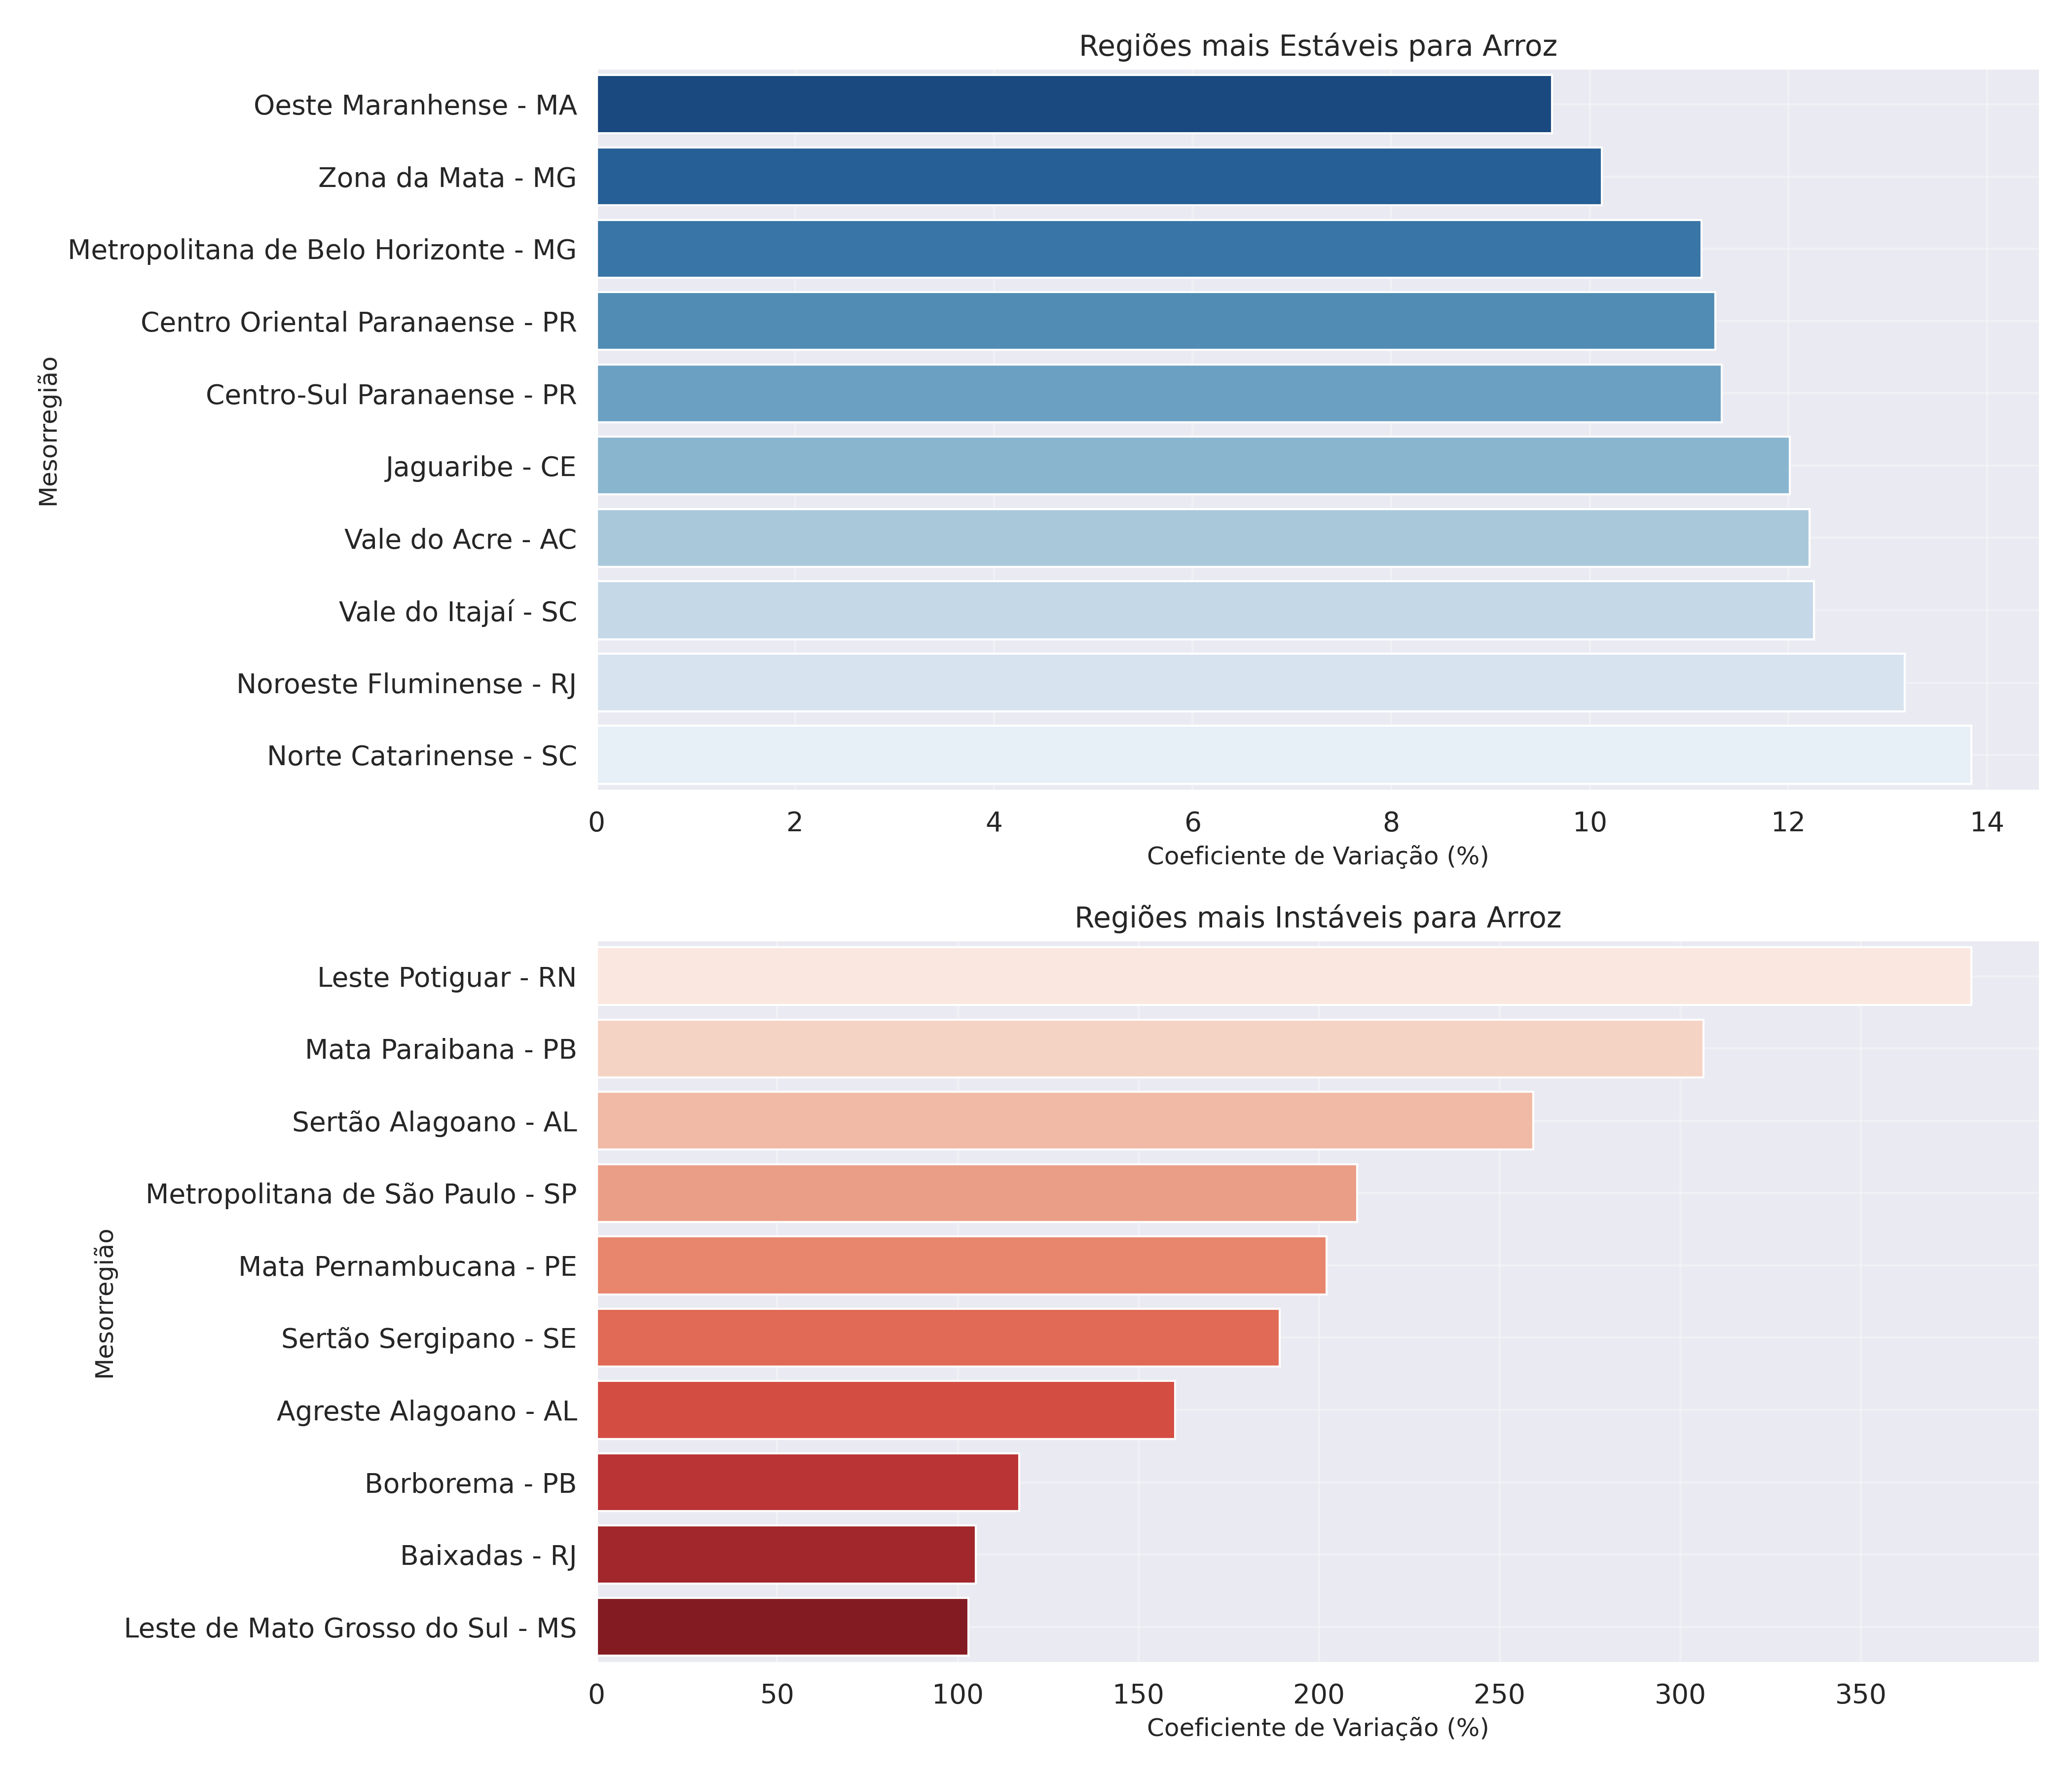 Regiões mais Estáveis para Arroz
Mesorregião
Oeste Maranhense - MA
Zona da Mata - MG
Metropolitana de Belo Horizonte - MG
Centro Oriental Paranaense - PR
Centro-Sul Paranaense - PR
Jaguaribe - CE
Vale do Acre - AC
Vale do Itajaí - SC
Noroeste Fluminense - RJ
Norte Catarinense - SC
0 2 4 6 8 10 12 14
Coeficiente de Variação (%)
Regiões mais Instáveis para Arroz
Mesorregião
Leste Potiguar - RN
Mata Paraibana - PB
Sertão Alagoano - AL
Metropolitana de São Paulo - SP
Mata Pernambucana - PE
Sertão Sergipano - SE
Agreste Alagoano - AL
Borborema - PB
Baixadas - RJ
Leste de Mato Grosso do Sul - MS
0 50 100 150 200 250 300 350
Coeficiente de Variação (%)